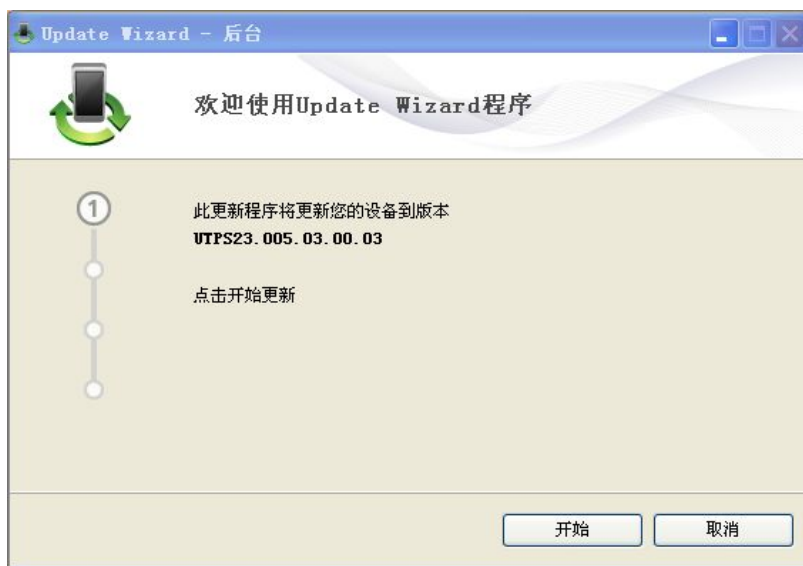 Update Wizard - 后台
欢迎使用Update Wizard程序
1
此更新程序将更新您的设备到版本
UTPS23.005.03.00.03
点击开始更新
开始
取消